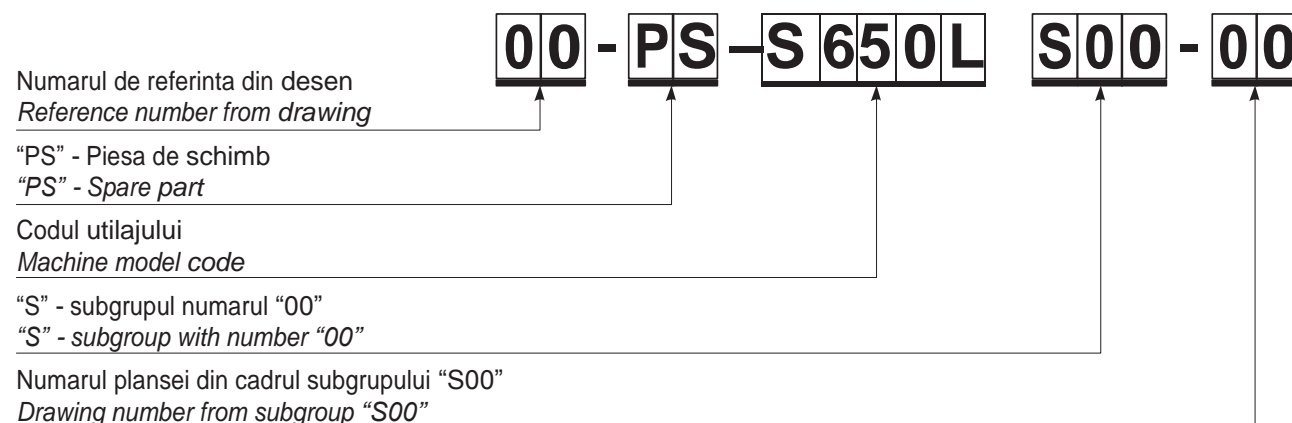 00 - PS – S650L S00 - 00
Numarul de referinta din desen
Reference number from drawing
“PS” - Piesa de schimb
“PS” - Spare part
Codul utilajului
Machine model code
“S” - subgrupul numarul “00”
“S” - subgroup with number “00”
Numarul plansei din cadrul subgrupului “S00”
Drawing number from subgroup “S00”